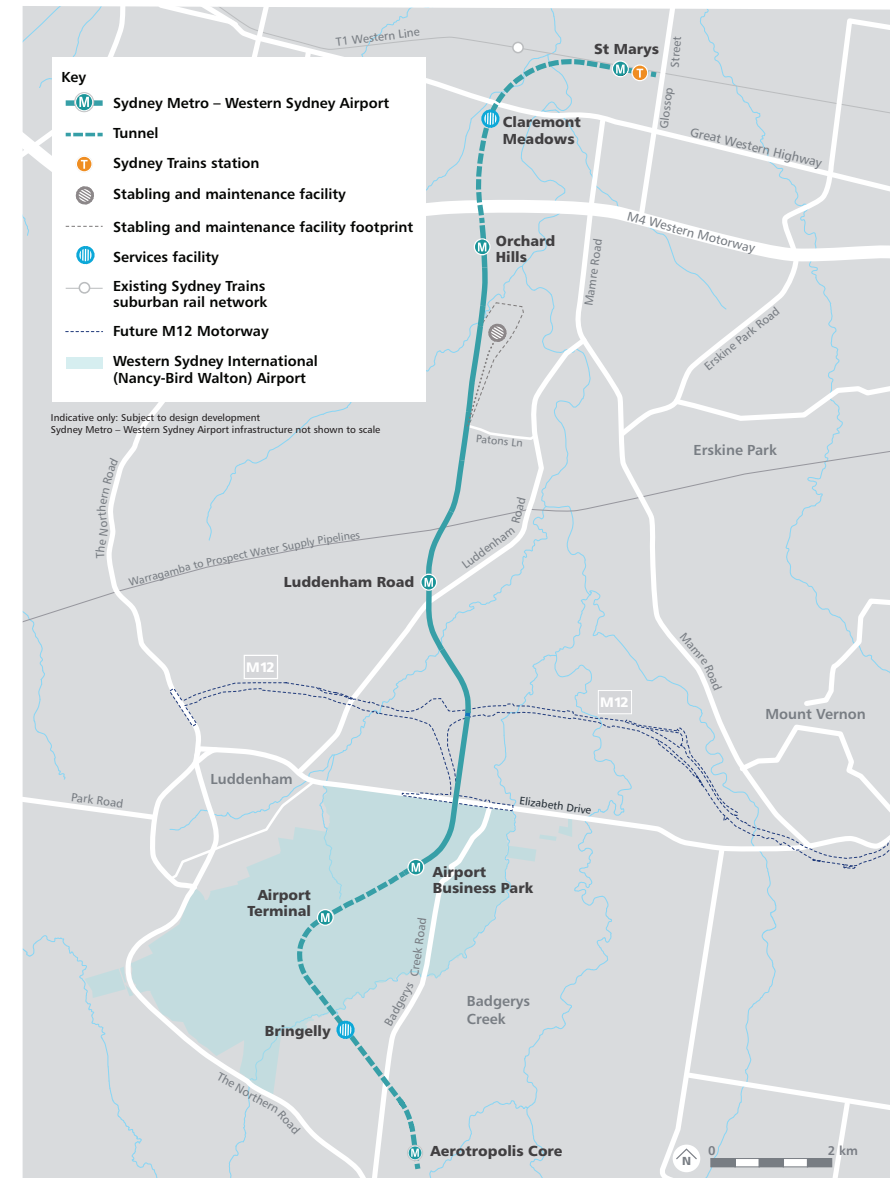 T1 Western Line
St Marys
Glossop Street
Key
M
Sydney Metro – Western Sydney Airport
Tunnel
T
Sydney Trains station
Stabling and maintenance facility
Stabling and maintenance facility footprint
Services facility
Existing Sydney Trains
suburban rail network
Future M12 Motorway
Western Sydney International
(Nancy-Bird Walton) Airport
Indicative only: Subject to design development
Sydney Metro – Western Sydney Airport infrastructure not shown to scale
M
T
Claremont
Meadows
Great Western Highway
M4 Western Motorway
M
Orchard
Hills
Mamre Road
Erskine Park Road
Patons Ln
Erskine Park
The Northern Road
Warragamba to Prospect Water Supply Pipelines
Luddenham Road
Luddenham Road
M
Mamre Road
M12
M12
Mount Vernon
Luddenham
Park Road
Elizabeth Drive
M
Airport
Business Park
Airport
Terminal
M
Badgerys Creek Road
Badgerys
Creek
Bringelly
The Northern Road
M
Aerotropolis Core
N
0
2 km